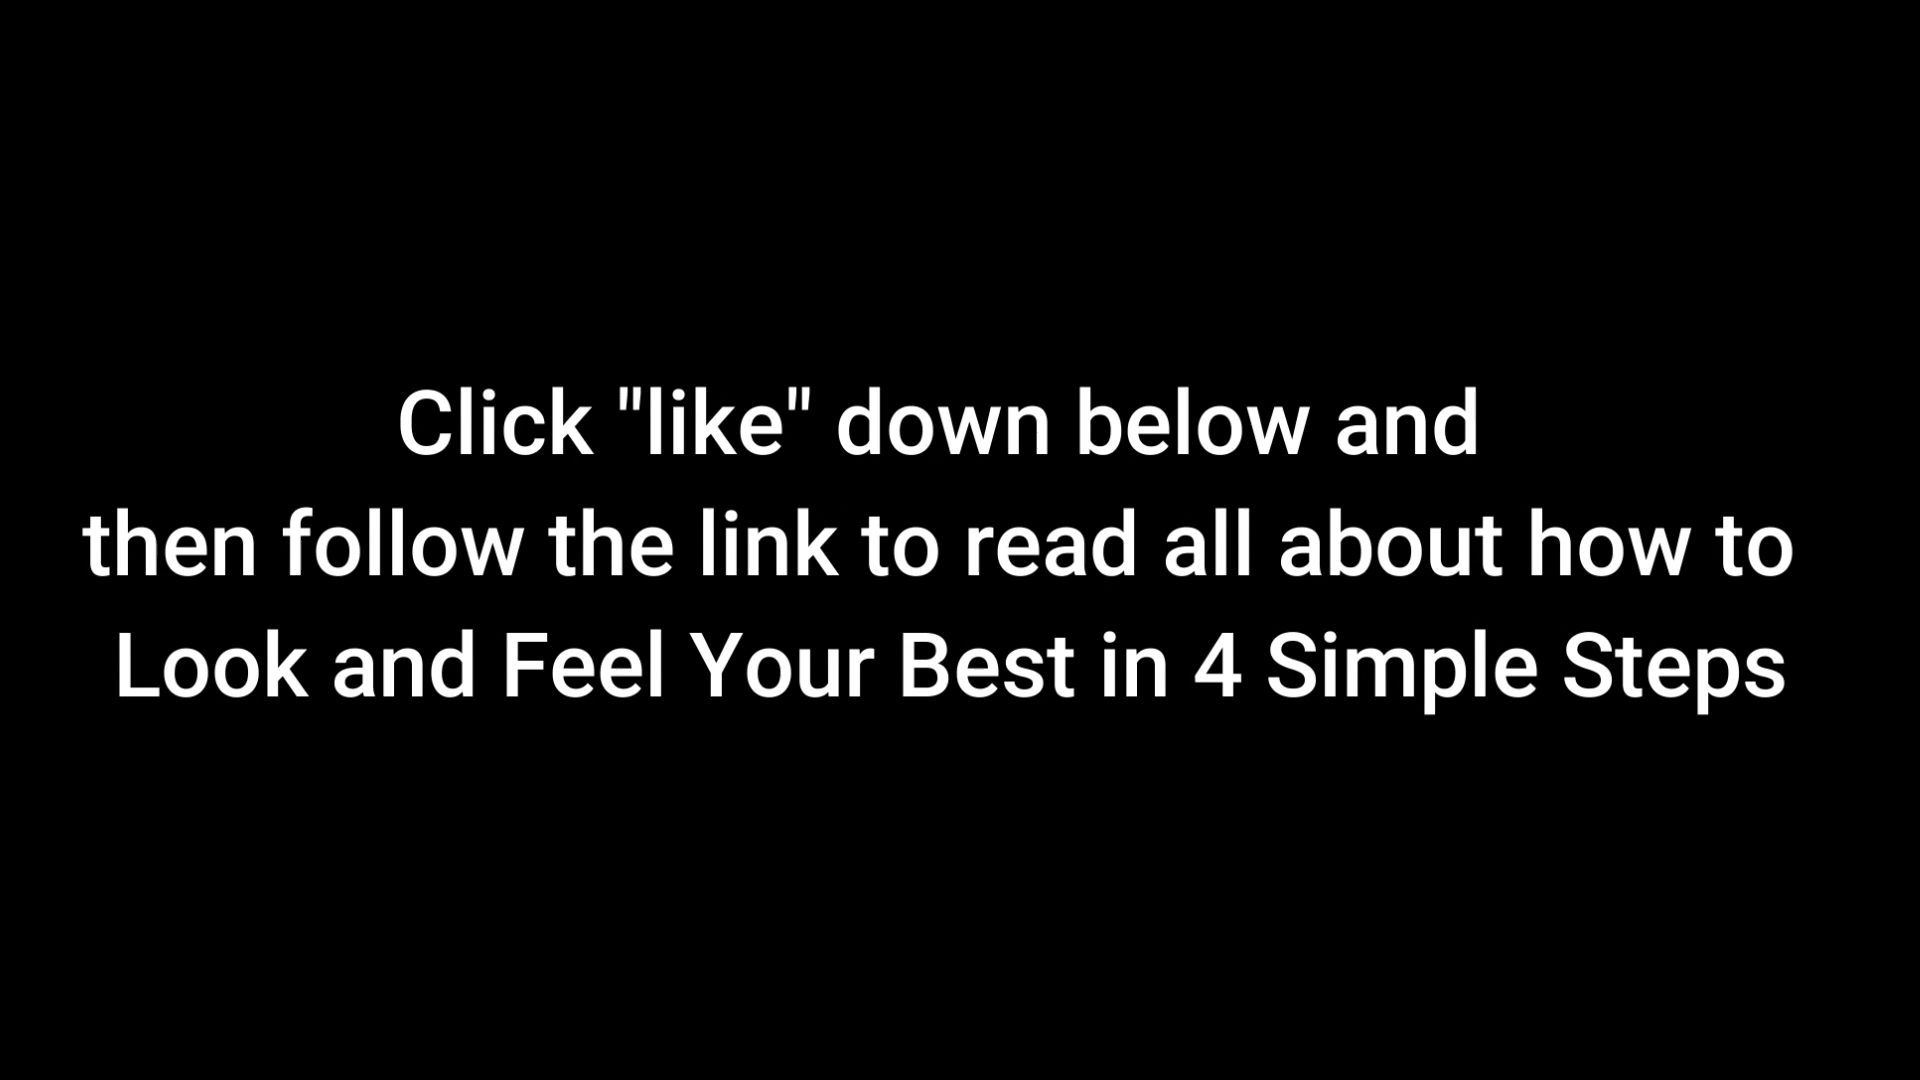 Click "like" down below and
then follow the link to read all about how to
Look and Feel Your Best in 4 Simple Steps